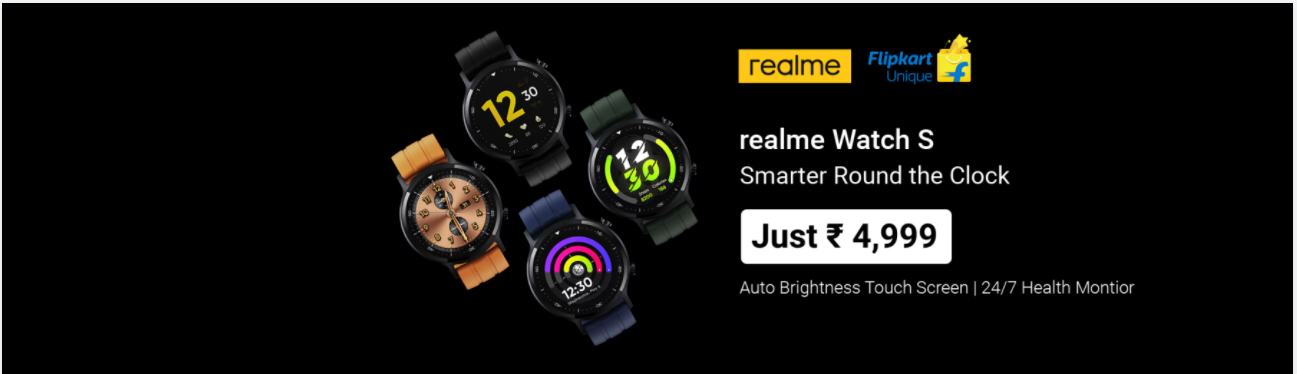 realme
Flipkart
Unique
realme Watch S
Smarter Round the Clock
Just ₹ 4,999
Auto Brightness Touch Screen | 24/7 Health Montior
12 30
12
30
12:30